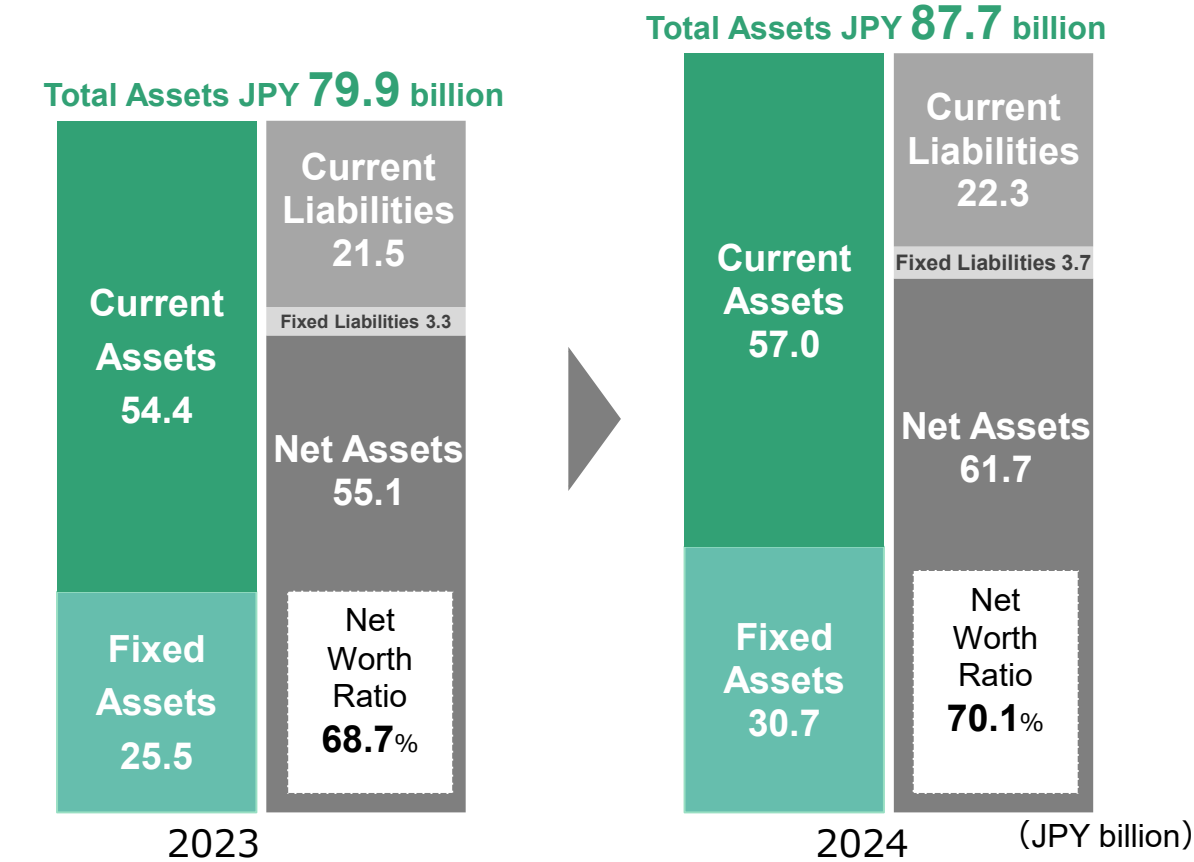 Total Assets JPY 79.9 billion
Current
Assets
54.4
Fixed
Assets
25.5
Current
Liabilities
21.5
Fixed Liabilities 3.3
Net Assets
55.1
Net
Worth
Ratio
68.7%
2023
Total Assets JPY 87.7 billion
Current
Assets
57.0
Fixed
Assets
30.7
Current
Liabilities
22.3
Fixed Liabilities 3.7
Net Assets
61.7
Net
Worth
Ratio
70.1%
2024
（JPY billion）